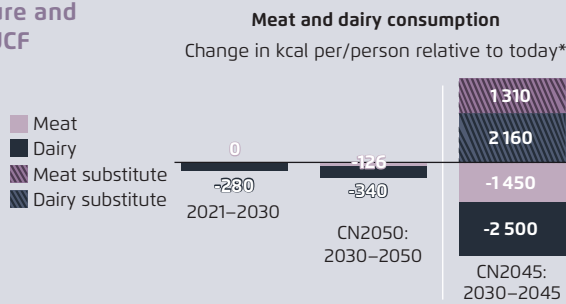 ure and
UCF
Meat and dairy consumption
Change in kcal per/person relative to today*
Meat
Dairy
Meat substitute
Dairy substitute
0
-280
2021–2030
-126
-340
CN2050:
2030–2050
1 310
2 160
-1 450
-2 500
CN2045:
2030–2045